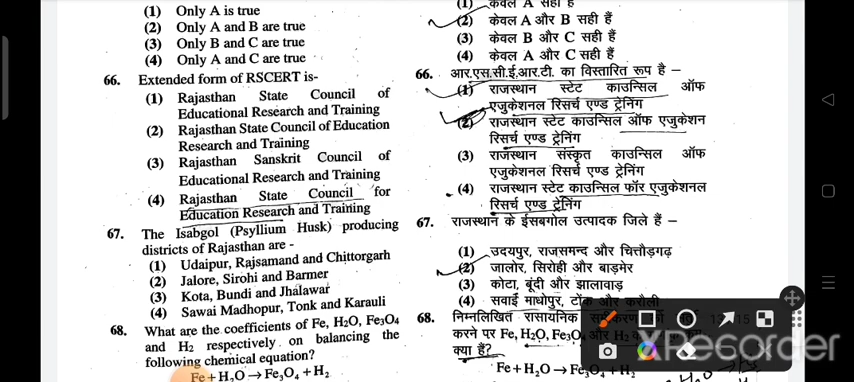 (1) Only A is true
(2) Only A and B are true
(3) Only B and C are true
(4) Only A and C are true
66. Extended form of RSCERT is-
(1) Rajasthan State Council of
Educational Research and Training
(2) Rajasthan State Council of Education
Research and Training
(3) Rajasthan Sanskrit Council of
Educational Research and Training
(4) Rajasthan State Council for
Education Research and Training
67. The Isabgol (Psyllium Husk) producing
districts of Rajasthan are -
(1) Udaipur, Rajsamand and Chittorgarh
(2) Jalore, Sirohi and Barmer
(3) Kota, Bundi and Jhalawar
(4) Sawai Madhopur, Tonk and Karauli
68. What are the coefficients of Fe, H2O, Fe3O4
and H2 respectively on balancing the
following chemical equation?
Fe + H2O → Fe3O4 + H2
(1) केवल A सही है
(2) केवल A और B सही हैं
(3) केवल B और C सही हैं
(4) केवल A और C सही हैं
66. आर.एस.सी.ई.आर.टी. का विस्तारित रूप है –
(1) राजस्थान स्टेट काउन्सिल ऑफ
एजुकेशनल रिसर्च एण्ड ट्रेनिंग
(2) राजस्थान स्टेट काउन्सिल ऑफ एजुकेशन
रिसर्च एण्ड ट्रेनिंग
(3) राजस्थान संस्कृत काउन्सिल ऑफ
एजुकेशनल रिसर्च एण्ड ट्रेनिंग
(4) राजस्थान स्टेट काउन्सिल फॉर एजुकेशनल
रिसर्च एण्ड ट्रेनिंग
67. राजस्थान के ईसबगोल उत्पादक जिले हैं –
(1) उदयपुर, राजसमन्द और चित्तौड़गढ़
(2) जालोर, सिरोही और बाड़मेर
(3) कोटा, बूंदी और झालावाड़
(4) सवाई माधोपुर, टोंक और करौली
68. निम्नलिखित रासायनिक समीकरण
करने पर Fe, H2O, Fe3O4 और H2
क्या हैं?
Fe + H2O → Fe3O4 + H2
XRecorder